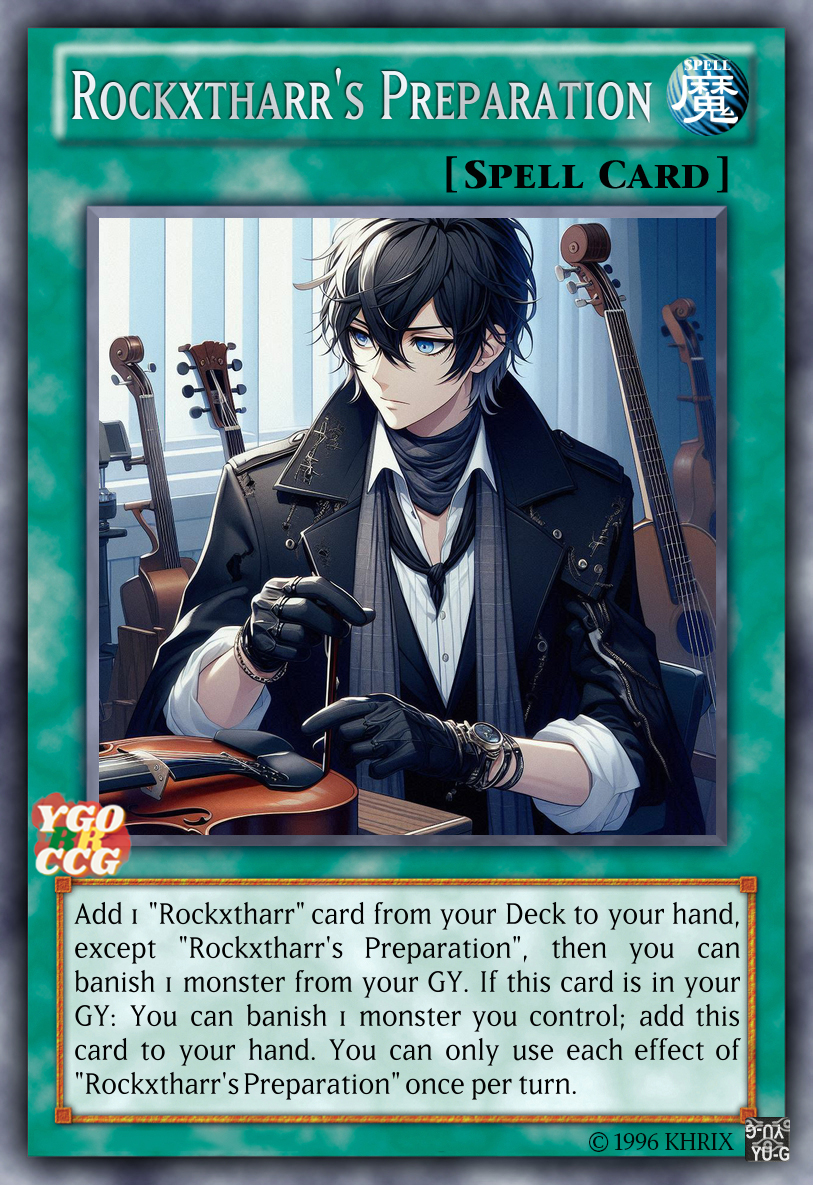 Rockxtharr's Preparation
SPELL
魔
[Spell Card]
YGO
RR
CCG
Add 1 "Rockxtharr" card from your Deck to your hand,
except "Rockxtharr's Preparation", then you can
banish 1 monster from your GY. If this card is in your
GY: You can banish 1 monster you control; add this
card to your hand. You can only use each effect of
"Rockxtharr's Preparation" once per turn.
© 1996 KHRIX
YU-G
YU-G